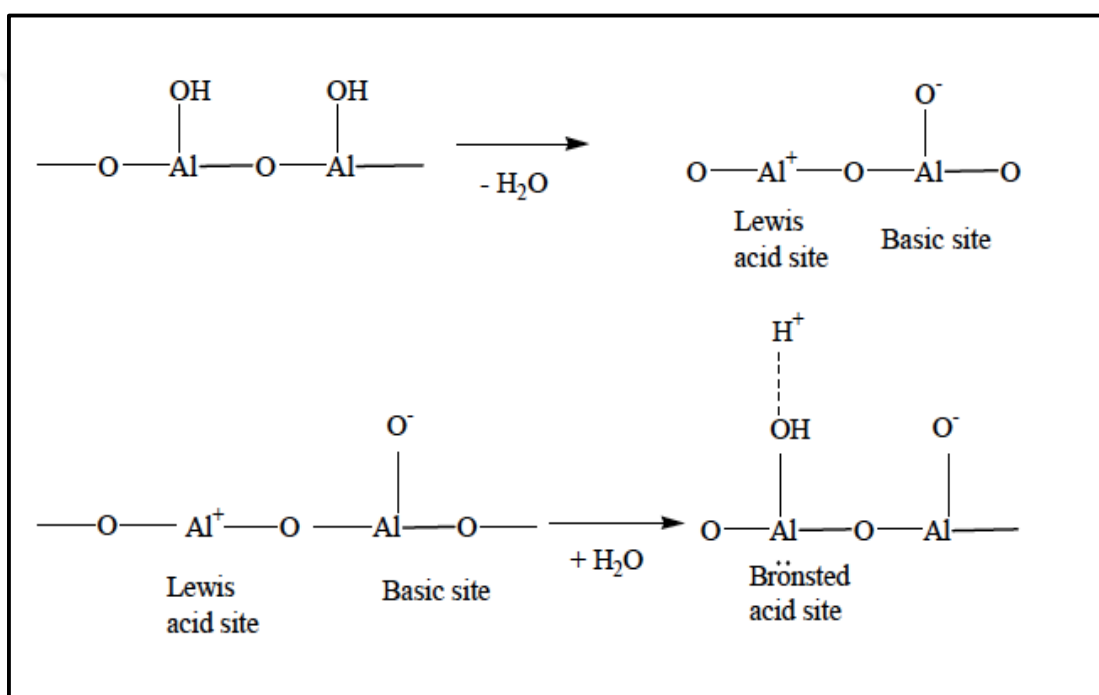 OH OH
O Al O Al
- H₂O
O⁻
O Al⁺ O Al O
Lewis
acid site
Basic site
H⁺
OH O⁻
O Al O Al
Brönsted
acid site
O⁻
O Al⁺ O Al O
+ H₂O
Lewis
acid site
Basic site